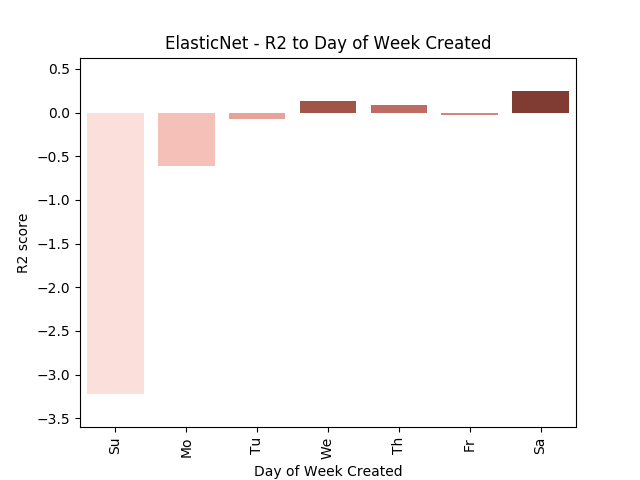 ElasticNet - R2 to Day of Week Created
R2 score
0.5
0.0
−0.5
−1.0
−1.5
−2.0
−2.5
−3.0
−3.5
Su
Mo
Tu
We
Th
Fr
Sa
Day of Week Created